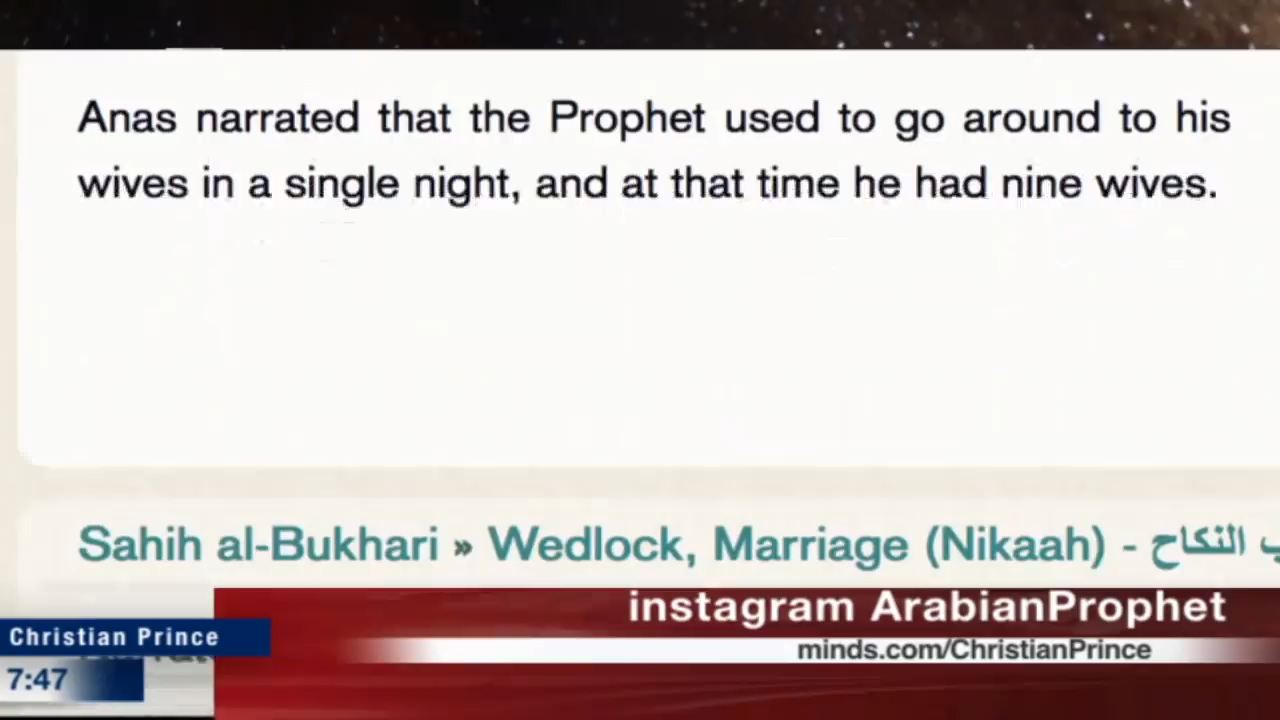 Anas narrated that the Prophet used to go around to his
wives in a single night, and at that time he had nine wives.
Sahih al-Bukhari » Wedlock, Marriage (Nikaah) - النكاح
instagram ArabianProphet
Christian Prince
minds.com/ChristianPrince
7:47